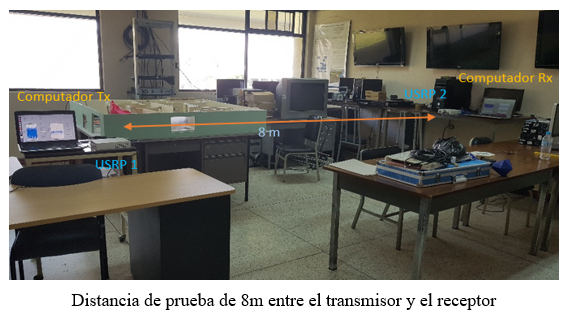 Computador Tx
Computador Rx
USRP 2
8 m
USRP 1
Distancia de prueba de 8m entre el transmisor y el receptor